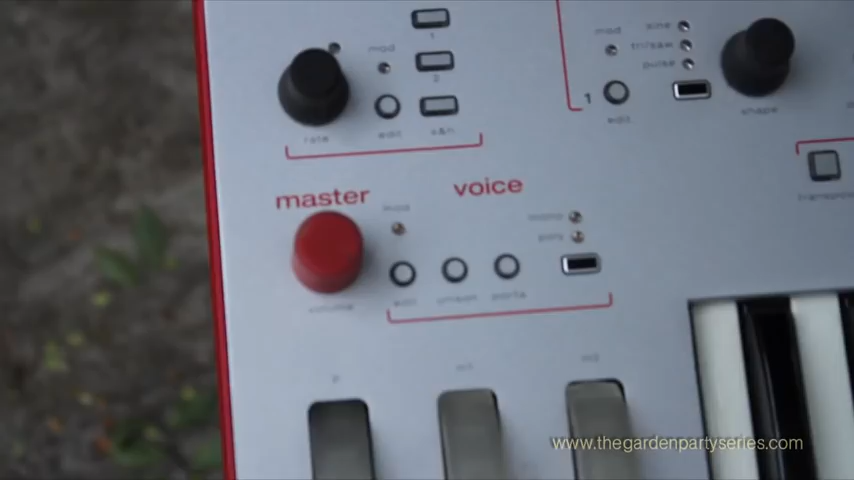 1
mod
sine
mod
tri/saw
2
pulse
1
rate
edit
s&h
edit
shape
master
voice
mod
mono
poly
edit
unison
porta
volume
p
m1
m2
www.thegardenpartyseries.com